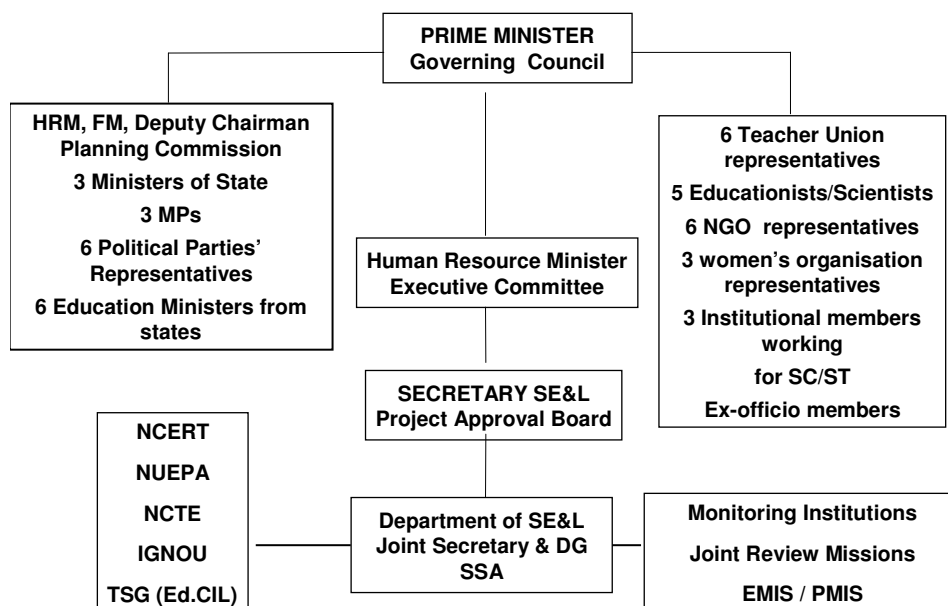 PRIME MINISTER
Governing Council
HRM, FM, Deputy Chairman
Planning Commission
3 Ministers of State
3 MPs
6 Political Parties’
Representatives
6 Education Ministers from
states
6 Teacher Union
representatives
5 Educationists/Scientists
6 NGO representatives
3 women’s organisation
representatives
3 Institutional members
working
for SC/ST
Ex-officio members
Human Resource Minister
Executive Committee
SECRETARY SE&L
Project Approval Board
NCERT
NUEPA
NCTE
IGNOU
TSG (Ed.CIL)
Department of SE&L
Joint Secretary & DG
SSA
Monitoring Institutions
Joint Review Missions
EMIS / PMIS